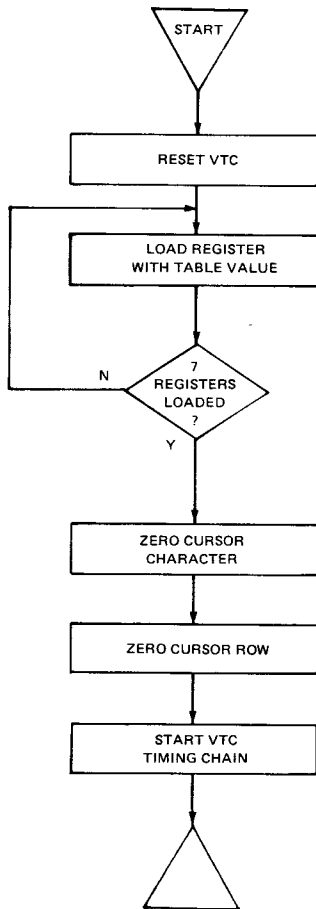 START
RESET VTC
LOAD REGISTER
WITH TABLE VALUE
7
N
REGISTERS
LOADED
?
Y
ZERO CURSOR
CHARACTER
ZERO CURSOR ROW
START VTC
TIMING CHAIN